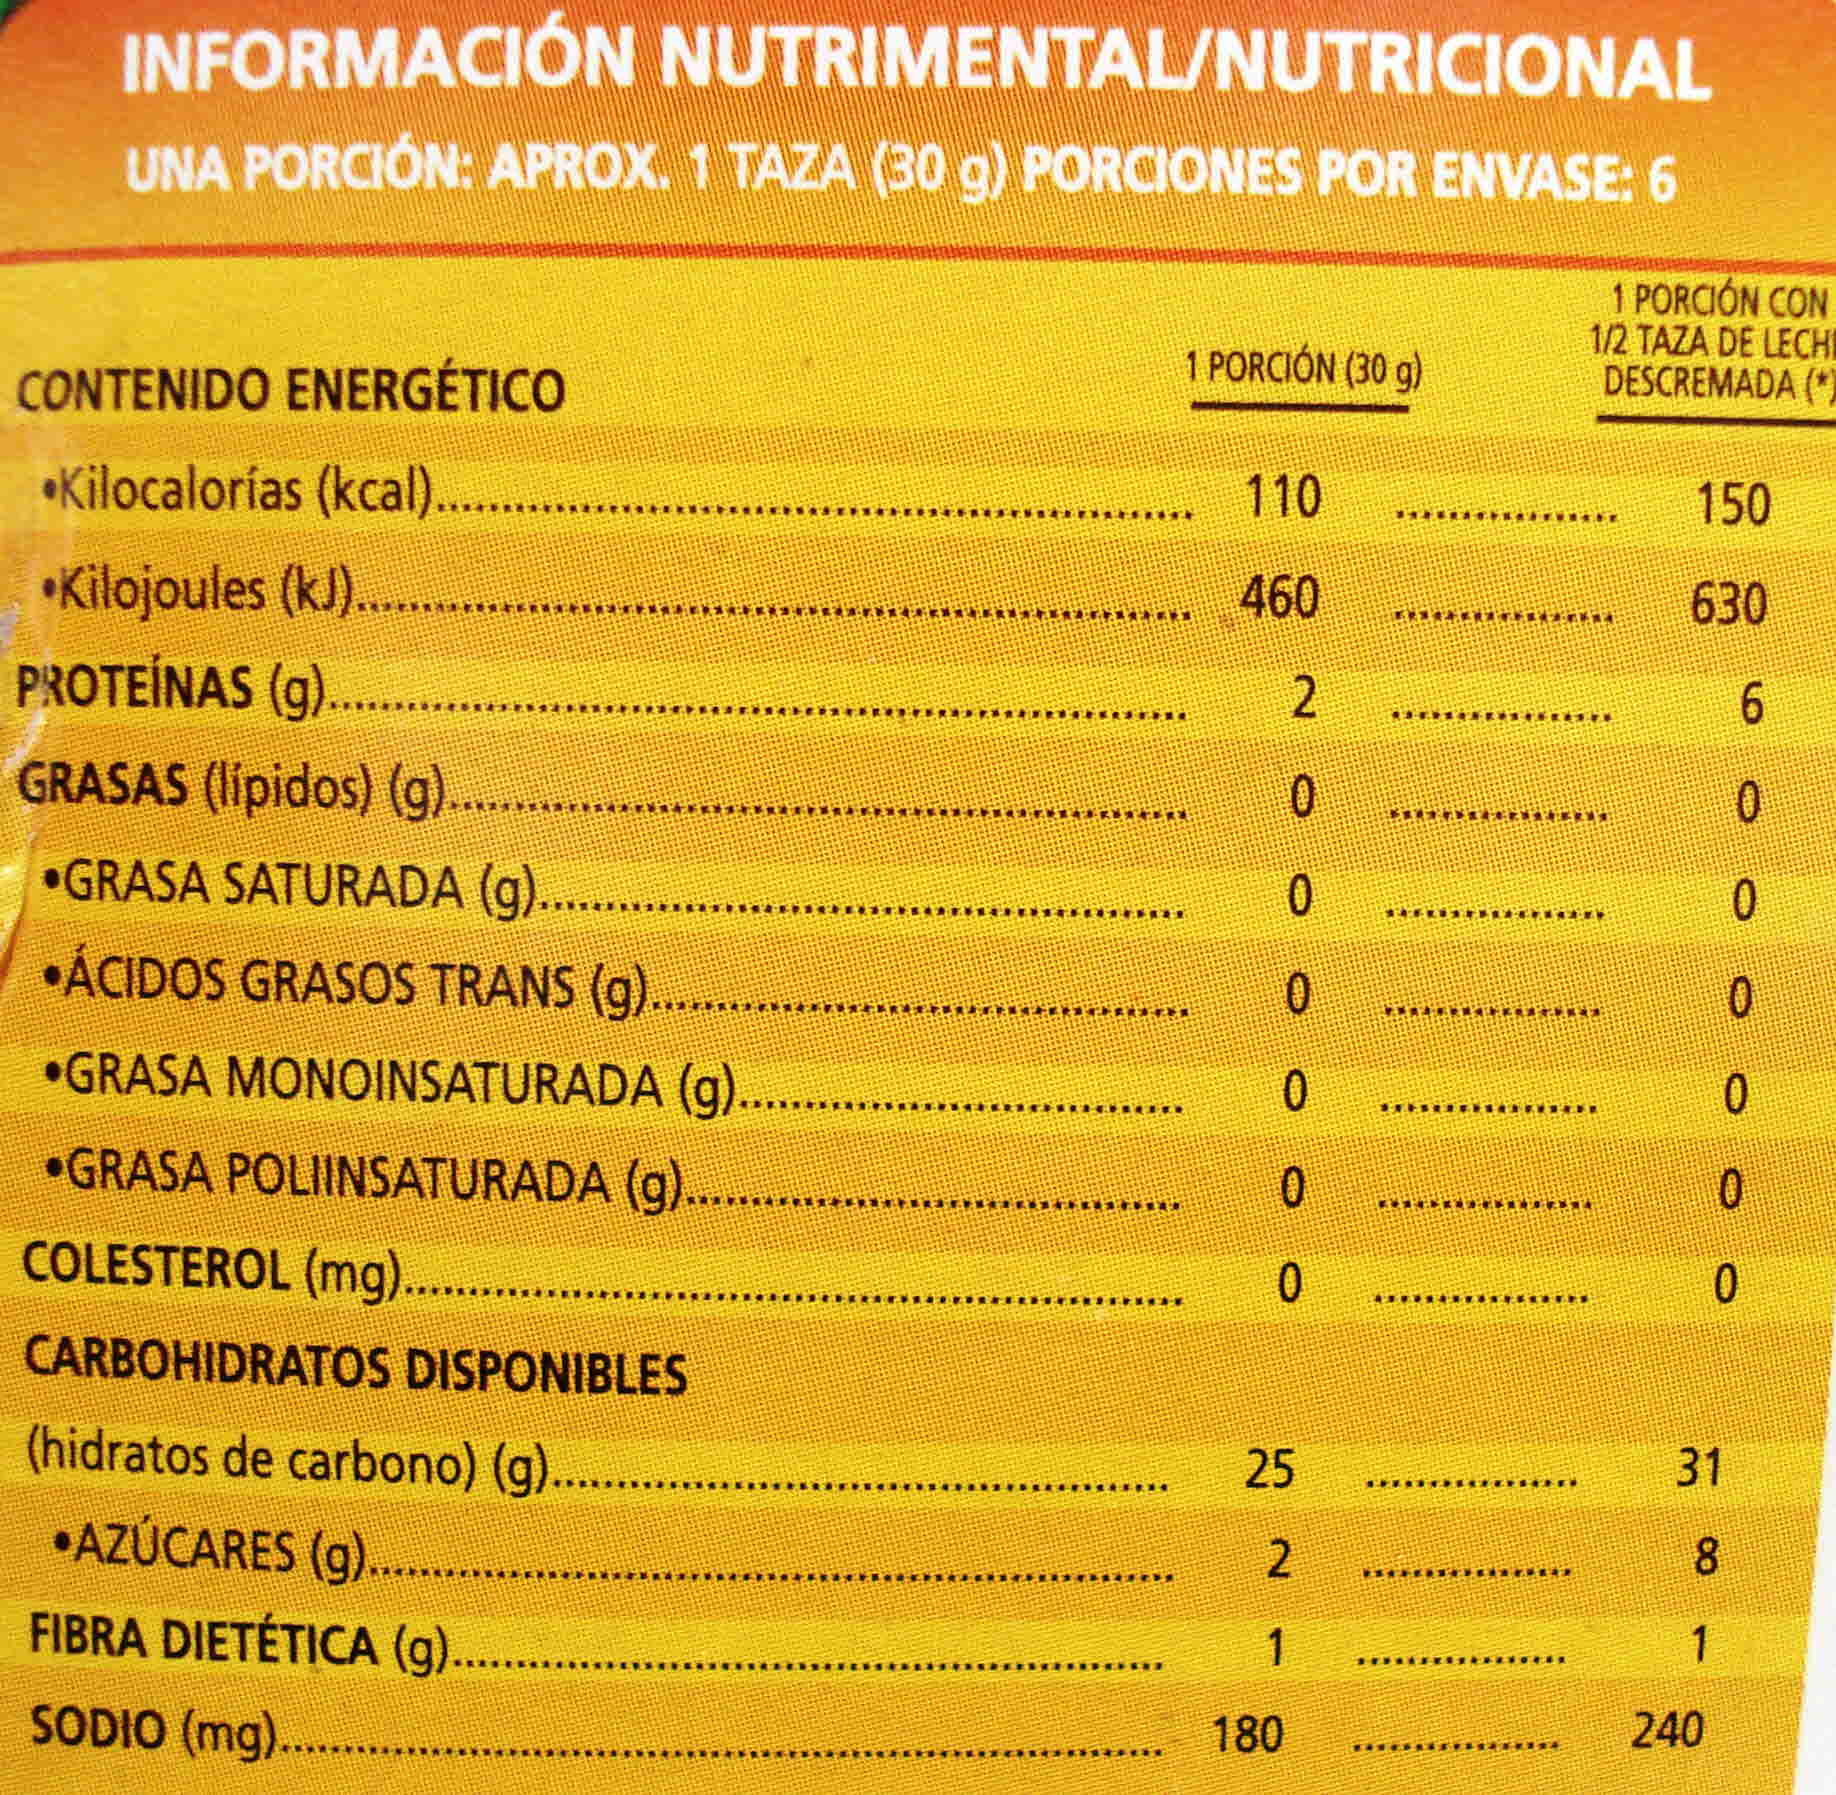 INFORMACIÓN NUTRIMENTAL/NUTRICIONAL
UNA PORCIÓN: APROX. 1 TAZA (30 g) PORCIONES POR ENVASE: 6
1 PORCIÓN CON
1/2 TAZA DE LECHE
CONTENIDO ENERGÉTICO 1 PORCIÓN (30 g) DESCREMADA (*)
•Kilocalorías (kcal) 110 150
•Kilojoules (kJ) 460 630
PROTEÍNAS (g) 2 6
GRASAS (lípidos) (g) 0 0
•GRASA SATURADA (g) 0 0
•ÁCIDOS GRASOS TRANS (g) 0 0
•GRASA MONOINSATURADA (g) 0 0
•GRASA POLIINSATURADA (g) 0 0
COLESTEROL (mg) 0 0
CARBOHIDRATOS DISPONIBLES
(hidratos de carbono) (g) 25 31
•AZÚCARES (g) 2 8
FIBRA DIETÉTICA (g) 1 1
SODIO (mg) 180 240